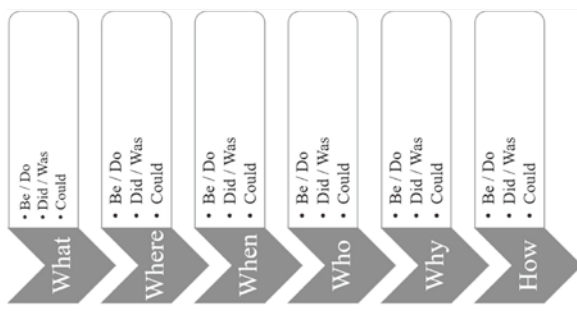 What
• Be / Do
• Did / Was
• Could
Where
• Be / Do
• Did / Was
• Could
When
• Be / Do
• Did / Was
• Could
Who
• Be / Do
• Did / Was
• Could
Why
• Be / Do
• Did / Was
• Could
How
• Be / Do
• Did / Was
• Could